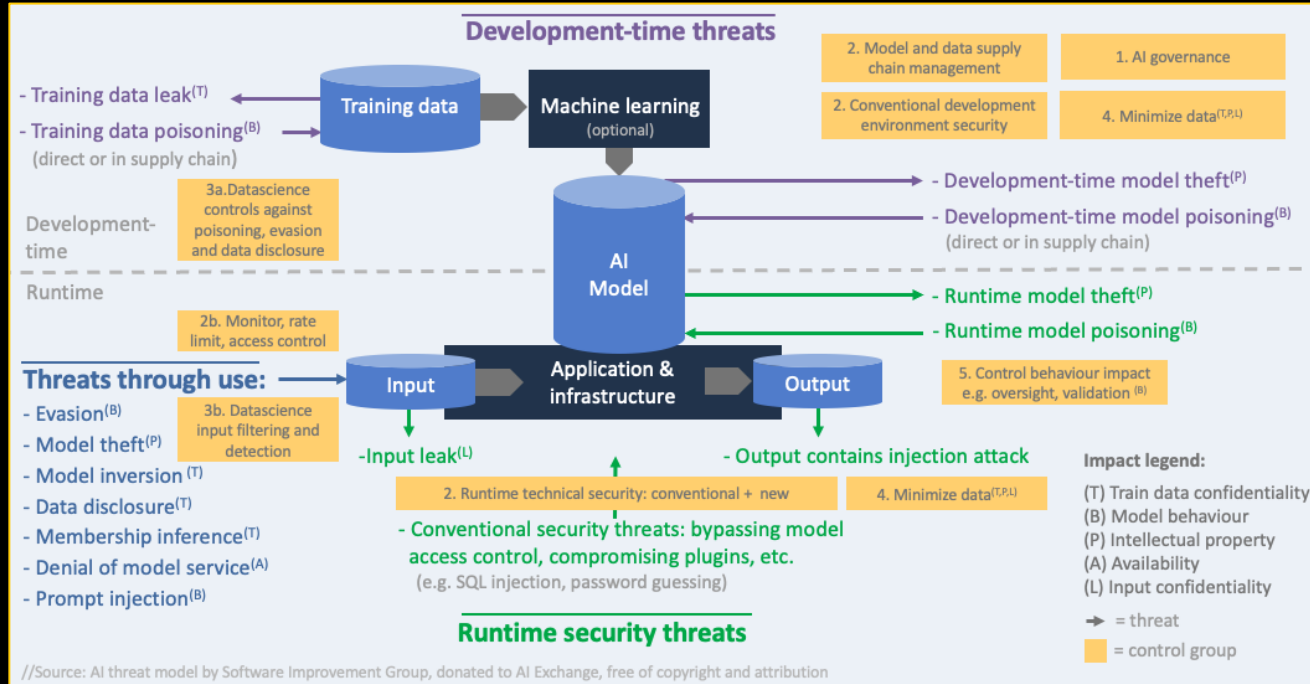 Development-time threats
2. Model and data supply
chain management
1. AI governance
- Training data leak(T)
- Training data poisoning(B)
(direct or in supply chain)
Training data
Machine learning
(optional)
2. Conventional development
environment security
4. Minimize data(T,P,L)
3a.Datascience
controls against
poisoning, evasion
and data disclosure
Development-
time
- Development-time model theft(P)
- Development-time model poisoning(B)
(direct or in supply chain)
AI
Model
Runtime
- Runtime model theft(P)
- Runtime model poisoning(B)
2b. Monitor, rate
limit, access control
Threats through use:
Input
Application &
infrastructure
Output
5. Control behaviour impact
e.g. oversight, validation (B)
- Evasion(B)
- Model theft(P)
- Model inversion (T)
- Data disclosure(T)
- Membership inference(T)
- Denial of model service(A)
- Prompt injection(B)
3b. Datascience
input filtering and
detection
-Input leak(L)
- Output contains injection attack
2. Runtime technical security: conventional + new
4. Minimize data(T,P,L)
- Conventional security threats: bypassing model
access control, compromising plugins, etc.
(e.g. SQL injection, password guessing)
Runtime security threats
Impact legend:
(T) Train data confidentiality
(B) Model behaviour
(P) Intellectual property
(A) Availability
(L) Input confidentiality
= threat
= control group
//Source: AI threat model by Software Improvement Group, donated to AI Exchange, free of copyright and attribution